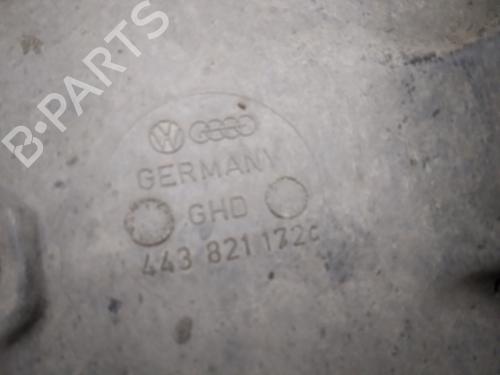 B-PARTS
GERMANY
GHD
443 821 172c